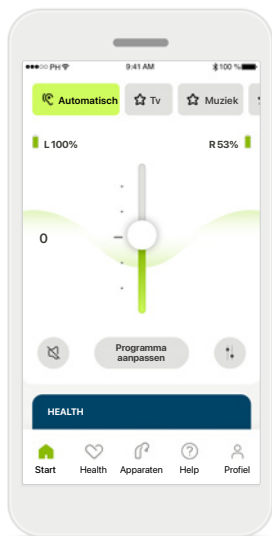 PH 9:41 AM 100 %
Automatisch Tv Muziek
L 100% R 53%
0
Programma
aanpassen
HEALTH
Start Health Apparaten Help Profiel